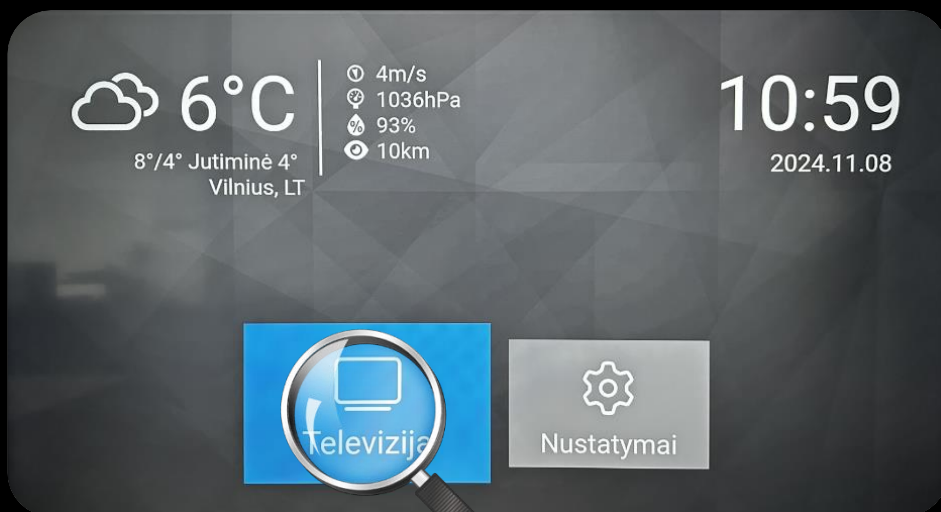 6°C
8°/4° Jutiminė 4°
Vilnius, LT
4m/s
1036hPa
93%
10km
10:59
2024.11.08
Televizija
Nustatymai